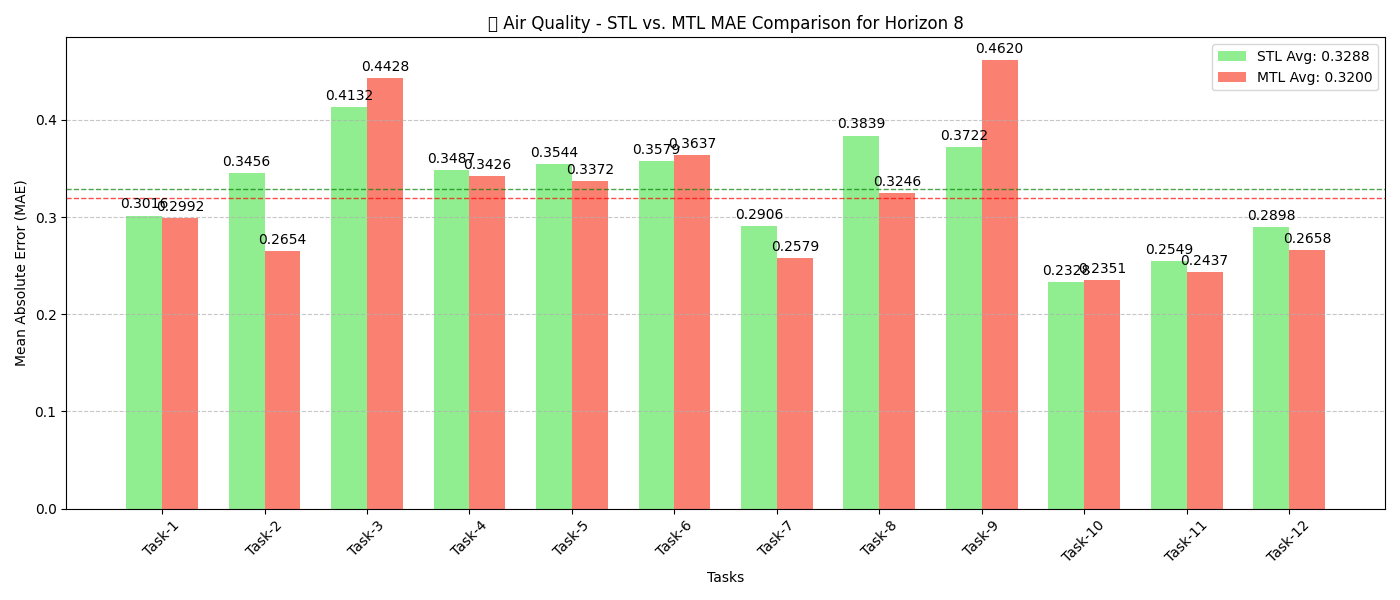 Air Quality - STL vs. MTL MAE Comparison for Horizon 8
STL Avg: 0.3288
MTL Avg: 0.3200
Mean Absolute Error (MAE)
0.4
0.3
0.2
0.1
0.0
0.3016
0.2992
0.3456
0.2654
0.4132
0.4428
0.3487
0.3426
0.3544
0.3372
0.3579
0.3637
0.2906
0.2579
0.3839
0.3246
0.3722
0.4620
0.2328
0.2351
0.2549
0.2437
0.2898
0.2658
Task-1
Task-2
Task-3
Task-4
Task-5
Task-6
Task-7
Task-8
Task-9
Task-10
Task-11
Task-12
Tasks